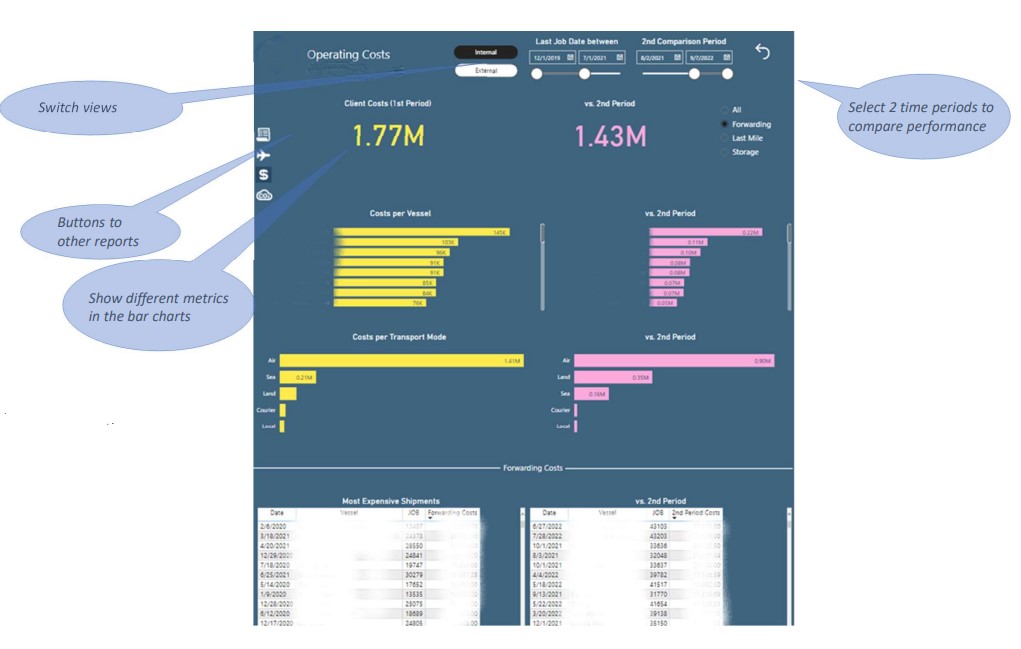 Operating Costs
Internal
External
Last Job Date between
12/1/2019
7/1/2021
2nd Comparison Period
8/2/2021
9/7/2022
Switch views
Select 2 time periods to
compare performance
Client Costs (1st Period)
1.77M
vs. 2nd Period
1.43M
All
Forwarding
Last Mile
Storage
Buttons to
other reports
Show different metrics
in the bar charts
Costs per Vessel
145K
103K
96K
91K
91K
85K
84K
76K
vs. 2nd Period
0.22M
0.11M
0.10M
0.08M
0.08M
0.07M
0.07M
0.05M
Costs per Transport Mode
Air
1.41M
Sea
0.21M
Land
Courier
Local
vs. 2nd Period
Air
0.90M
Land
0.35M
Sea
0.16M
Courier
Local
Forwarding Costs
Most Expensive Shipments
Date Vessel JOB Forwarding Costs
2/6/2020
3/18/2021 24378
4/20/2021 28550
12/29/2020 24841
7/18/2020 19747
6/25/2021 30279
5/14/2020 17652
1/9/2020 13535
12/28/2020 25075
6/12/2020 18689
12/17/2020 24805
vs. 2nd Period
Date Vessel JOB 2nd Period Costs
6/27/2022 43103
7/28/2022 43203
10/1/2021 33636
8/3/2021 32048
10/1/2021 33637
4/4/2022 39782
5/18/2022 41517
9/13/2021 31770
5/22/2022 41654
3/20/2022 39138
12/1/2021 35150